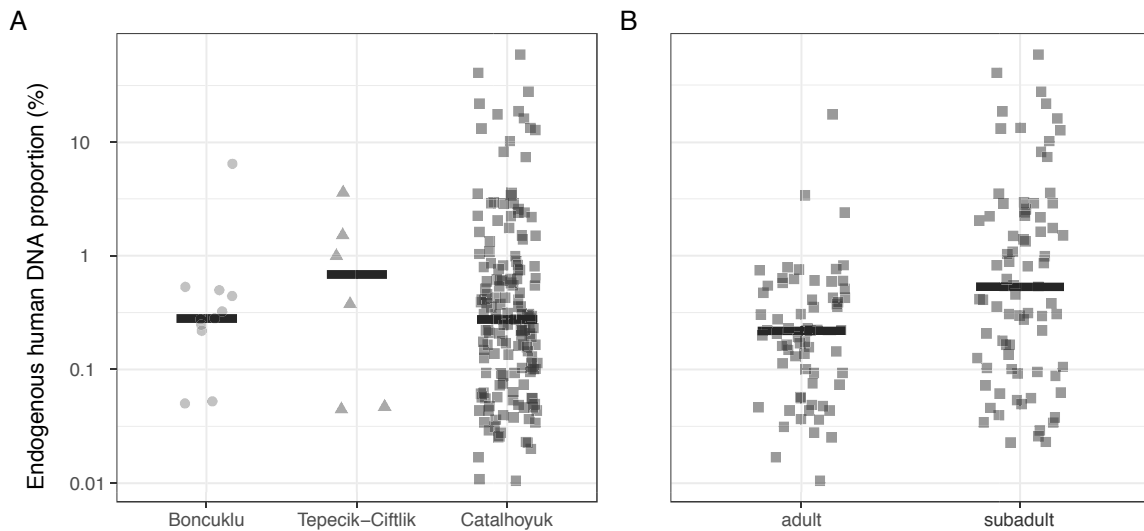 A
B
Endogenous human DNA proportion (%)
10
1
0.1
0.01
Boncuklu Tepecik−Ciftlik Catalhoyuk
adult subadult